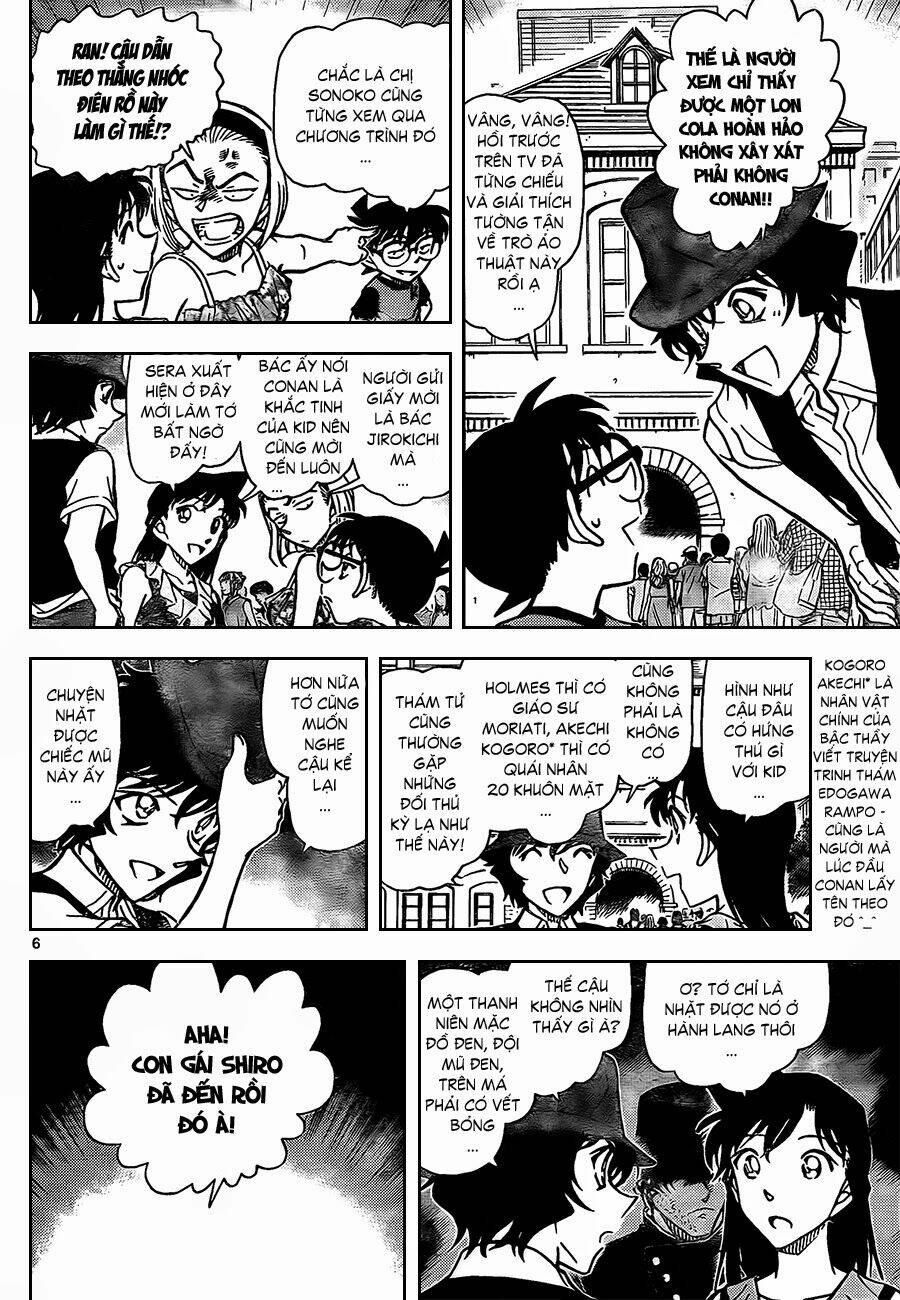 THẾ LÀ NGƯỜI
XEM CHỈ THẤY
ĐƯỢC MỘT LON
COLA HOÀN HẢO
KHÔNG XÂY XÁT
PHẢI KHÔNG
CONAN!!
VÂNG, VÂNG!
HỒI TRƯỚC
TRÊN TV ĐÃ
TỪNG CHIẾU
VÀ GIẢI THÍCH
TƯỜNG TẬN
VỀ TRÒ ẢO
THUẬT NÀY
RỒI Ạ
...
CHẮC LÀ CHỊ
SONOKO CŨNG
TỪNG XEM QUA
CHƯƠNG TRÌNH ĐÓ
...
RAN! CẬU DẪN
THEO THẰNG NHÓC
ĐIÊN RỒ NÀY
LÀM GÌ THẾ!?
NGƯỜI GỬI
GIẤY MỜI
LÀ BÁC
JIROKICHI
MÀ
BÁC ẤY NÓI
CONAN LÀ
KHẮC TINH
CỦA KID NÊN
CŨNG MỜI
ĐẾN LUÔN
...
SERA XUẤT
HIỆN Ở ĐÂY
MỚI LÀM TỚ
BẤT NGỜ
ĐẤY!
1
KOGORO
AKECHI* LÀ
NHÂN VẬT
CHÍNH CỦA
BẬC THẦY
VIẾT TRUYỆN
TRINH THÁM
EDOGAWA
RAMPO -
CŨNG LÀ
NGƯỜI MÀ
LÚC ĐẦU
CONAN LẤY
TÊN THEO
ĐÓ ^_^
HÌNH NHƯ
CẬU ĐÂU
CÓ HỨNG
THÚ GÌ
VỚI KID
CŨNG
KHÔNG
PHẢI LÀ
KHÔNG
CÓ
...
HOLMES THÌ CÓ
GIÁO SƯ
MORIATI, AKECHI
KOGORO* THÌ CÓ
QUÁI NHÂN
20 KHUÔN MẶT
...
THÁM TỬ
CŨNG
THƯỜNG
GẶP
NHỮNG
ĐỐI THỦ
KỲ LẠ NHƯ
THẾ NÀY!
HƠN NỮA
TỚ CŨNG
MUỐN
NGHE
CẬU KỂ
LẠI
...
CHUYỆN
NHẶT
ĐƯỢC
CHIẾC MŨ
NÀY ẤY
...
6
Ơ? TỚ CHỈ LÀ
NHẶT ĐƯỢC NÓ Ở
HÀNH LANG THÔI
...
THẾ CẬU
KHÔNG NHÌN
THẤY GÌ À?
MỘT THANH
NIÊN MẶC
ĐỒ ĐEN, ĐỘI
MŨ ĐEN,
TRÊN MÁ
PHẢI CÓ VẾT
BỎNG
...
AHA!
CON GÁI SHIRO
ĐÃ ĐẾN RỒI
ĐÓ À!